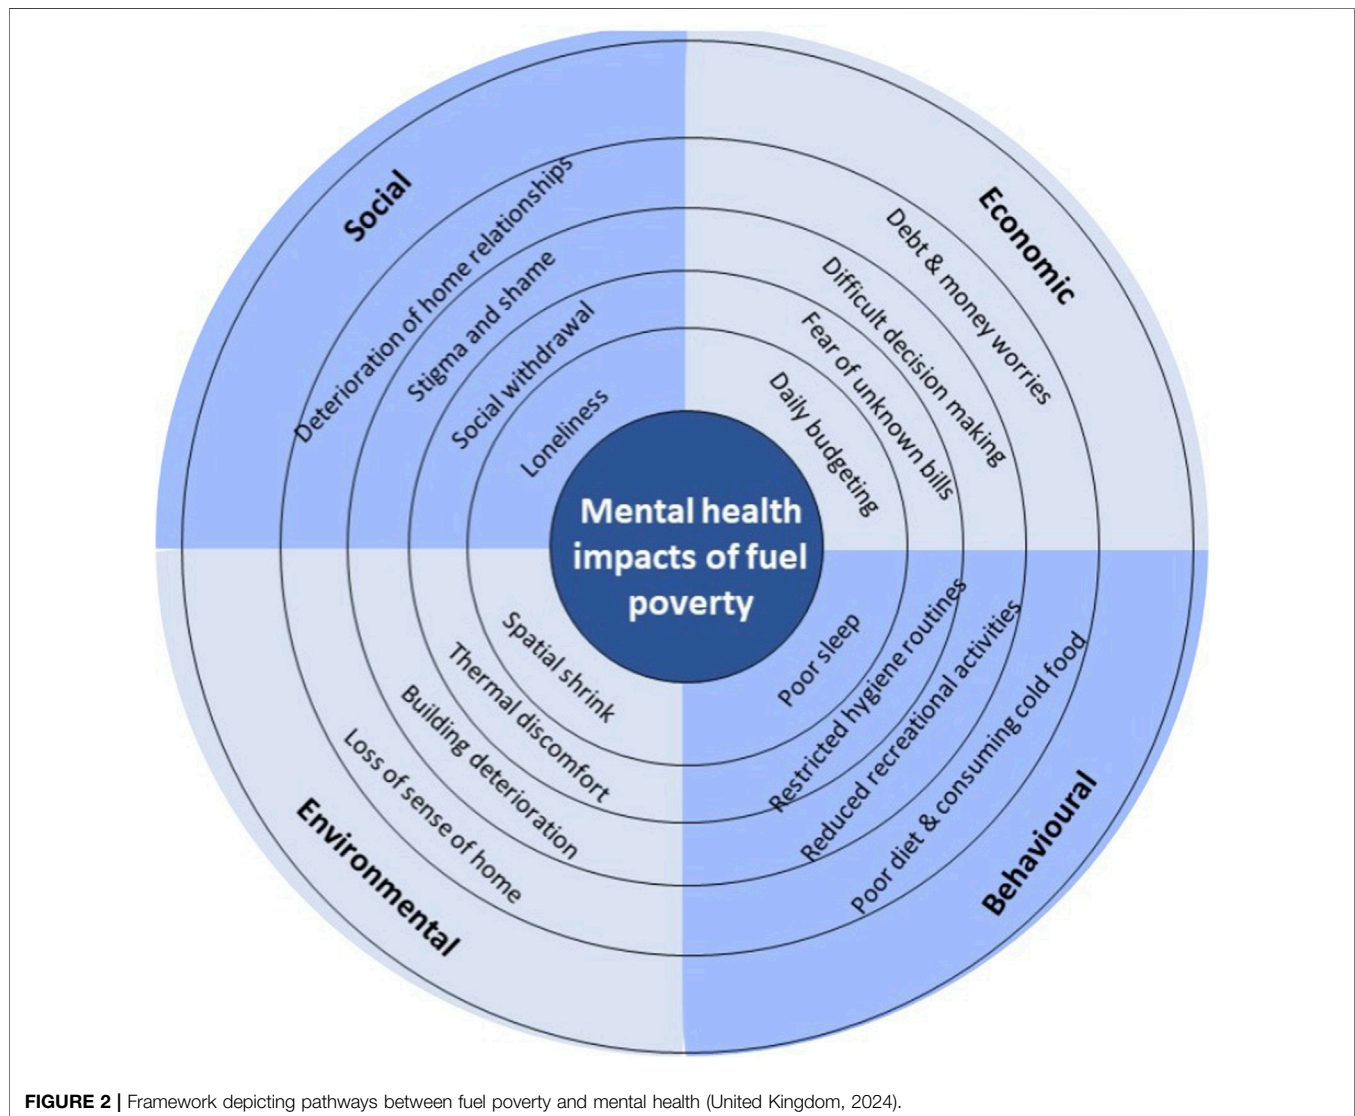 Social
Deterioration of home relationships
Stigma and shame
Social withdrawal
Loneliness
Economic
Debt & money worries
Difficult decision making
Fear of unknown bills
Daily budgeting
Mental health
impacts of fuel
poverty
Spatial shrink
Thermal discomfort
Building deterioration
Loss of sense of home
Environmental
Poor sleep
Restricted hygiene routines
Reduced recreational activities
Poor diet & consuming cold food
Behavioural
FIGURE 2 | Framework depicting pathways between fuel poverty and mental health (United Kingdom, 2024).